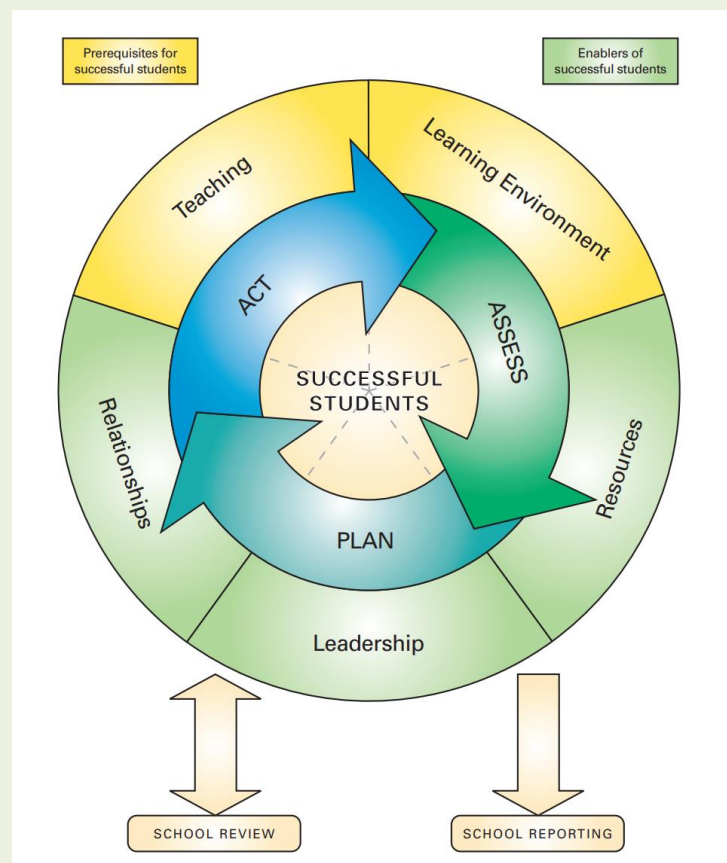 Prerequisites for
successful students
Enablers of
successful students
Teaching
Learning Environment
ACT
ASSESS
SUCCESSFUL
STUDENTS
Relationships
Resources
PLAN
Leadership
SCHOOL REVIEW
SCHOOL REPORTING